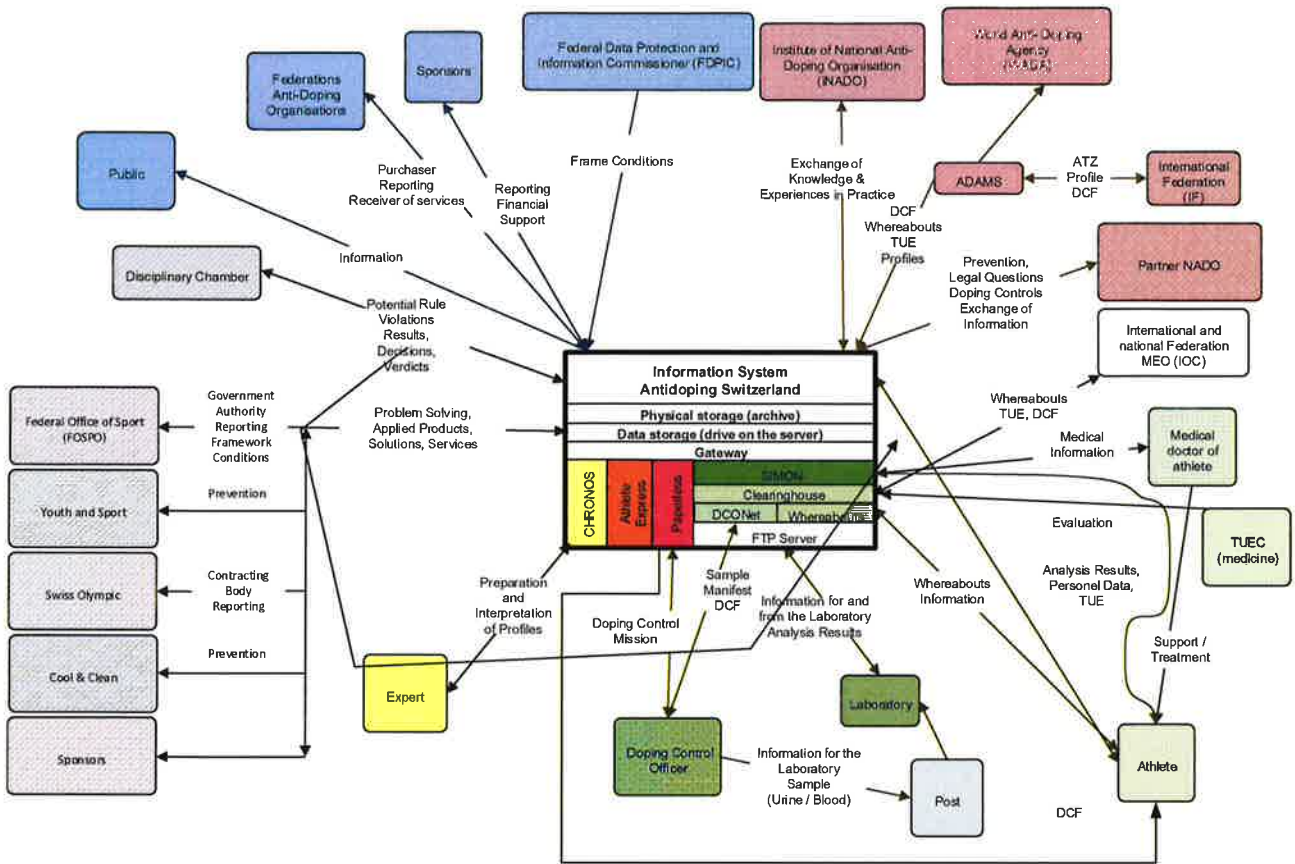 Federal Data Protection and
Information Commissioner (FDPIC)
Institute of National Anti-
Doping Organisation
(iNADO)
World Anti-Doping
Agency
(WADA)
Sponsors
Federations
Anti-Doping
Organisations
Public
Purchaser
Reporting
Receiver of services
Reporting
Financial
Support
Frame Conditions
Exchange of
Knowledge &
Experiences in Practice
ADAMS
ATZ
Profile
DCF
International
Federation
(IF)
DCF
Whereabouts
TUE
Profiles
Information
Disciplinary Chamber
Prevention,
Legal Questions
Doping Controls
Exchange of
Information
Partner NADO
Potential Rule
Violations
Results,
Decisions,
Verdicts
International and
national Federation
MEO (IOC)
Information System
Antidoping Switzerland
Physical storage (archive)
Data storage (drive on the server)
Gateway
CHRONOS
Athlete
Express
Paperless
SIMON
Clearinghouse
DCONet
Whereabouts
FTP Server
Federal Office of Sport
(FOSPO)
Government
Authority
Reporting
Framework
Conditions
Problem Solving,
Applied Products,
Solutions, Services
Whereabouts
TUE, DCF
Medical
Information
Medical
doctor of
athlete
Prevention
Youth and Sport
Evaluation
TUEC
(medicine)
Swiss Olympic
Contracting
Body
Reporting
Preparation
and
Interpretation
of Profiles
Sample
Manifest
DCF
Doping Control
Mission
Information for and
from the Laboratory
Analysis Results
Whereabouts
Information
Analysis Results,
Personel Data,
TUE
Prevention
Cool & Clean
Support /
Treatment
Expert
Laboratory
Sponsors
Doping Control
Officer
Information for the
Laboratory
Sample
(Urine / Blood)
Post
Athlete
DCF